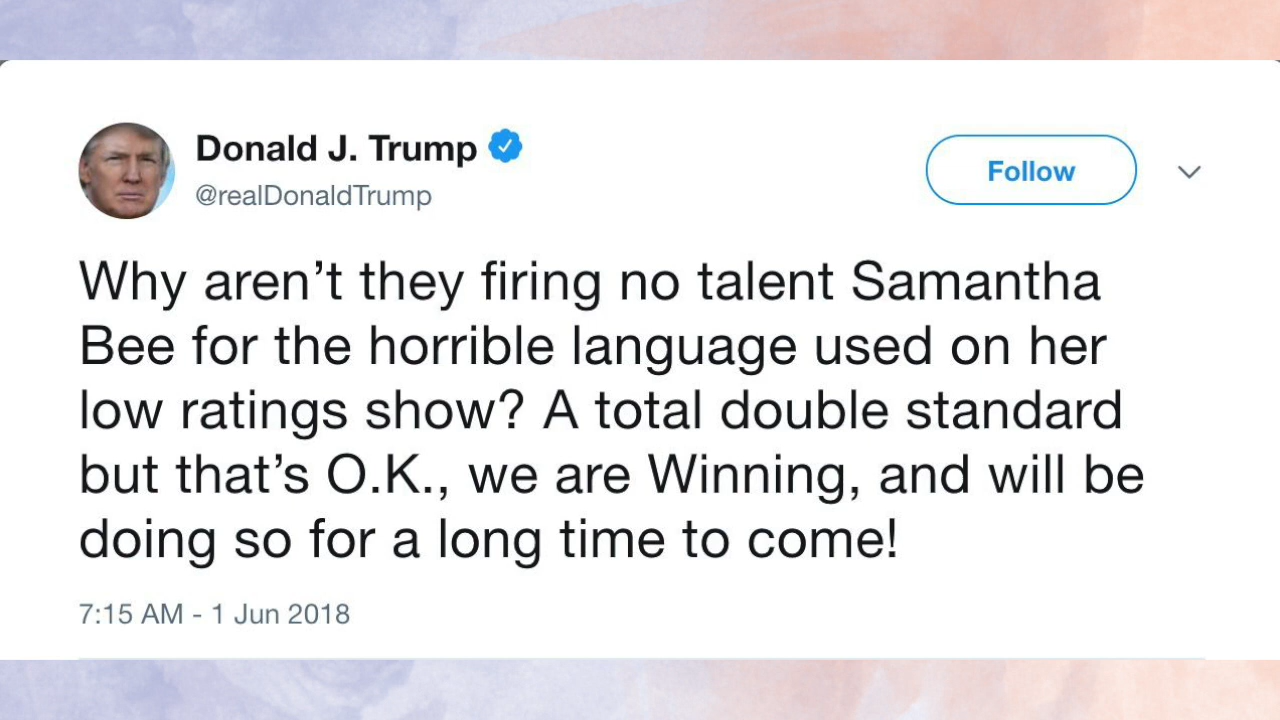 Donald J. Trump
@realDonaldTrump
Follow
Why aren’t they firing no talent Samantha
Bee for the horrible language used on her
low ratings show? A total double standard
but that’s O.K., we are Winning, and will be
doing so for a long time to come!
7:15 AM - 1 Jun 2018